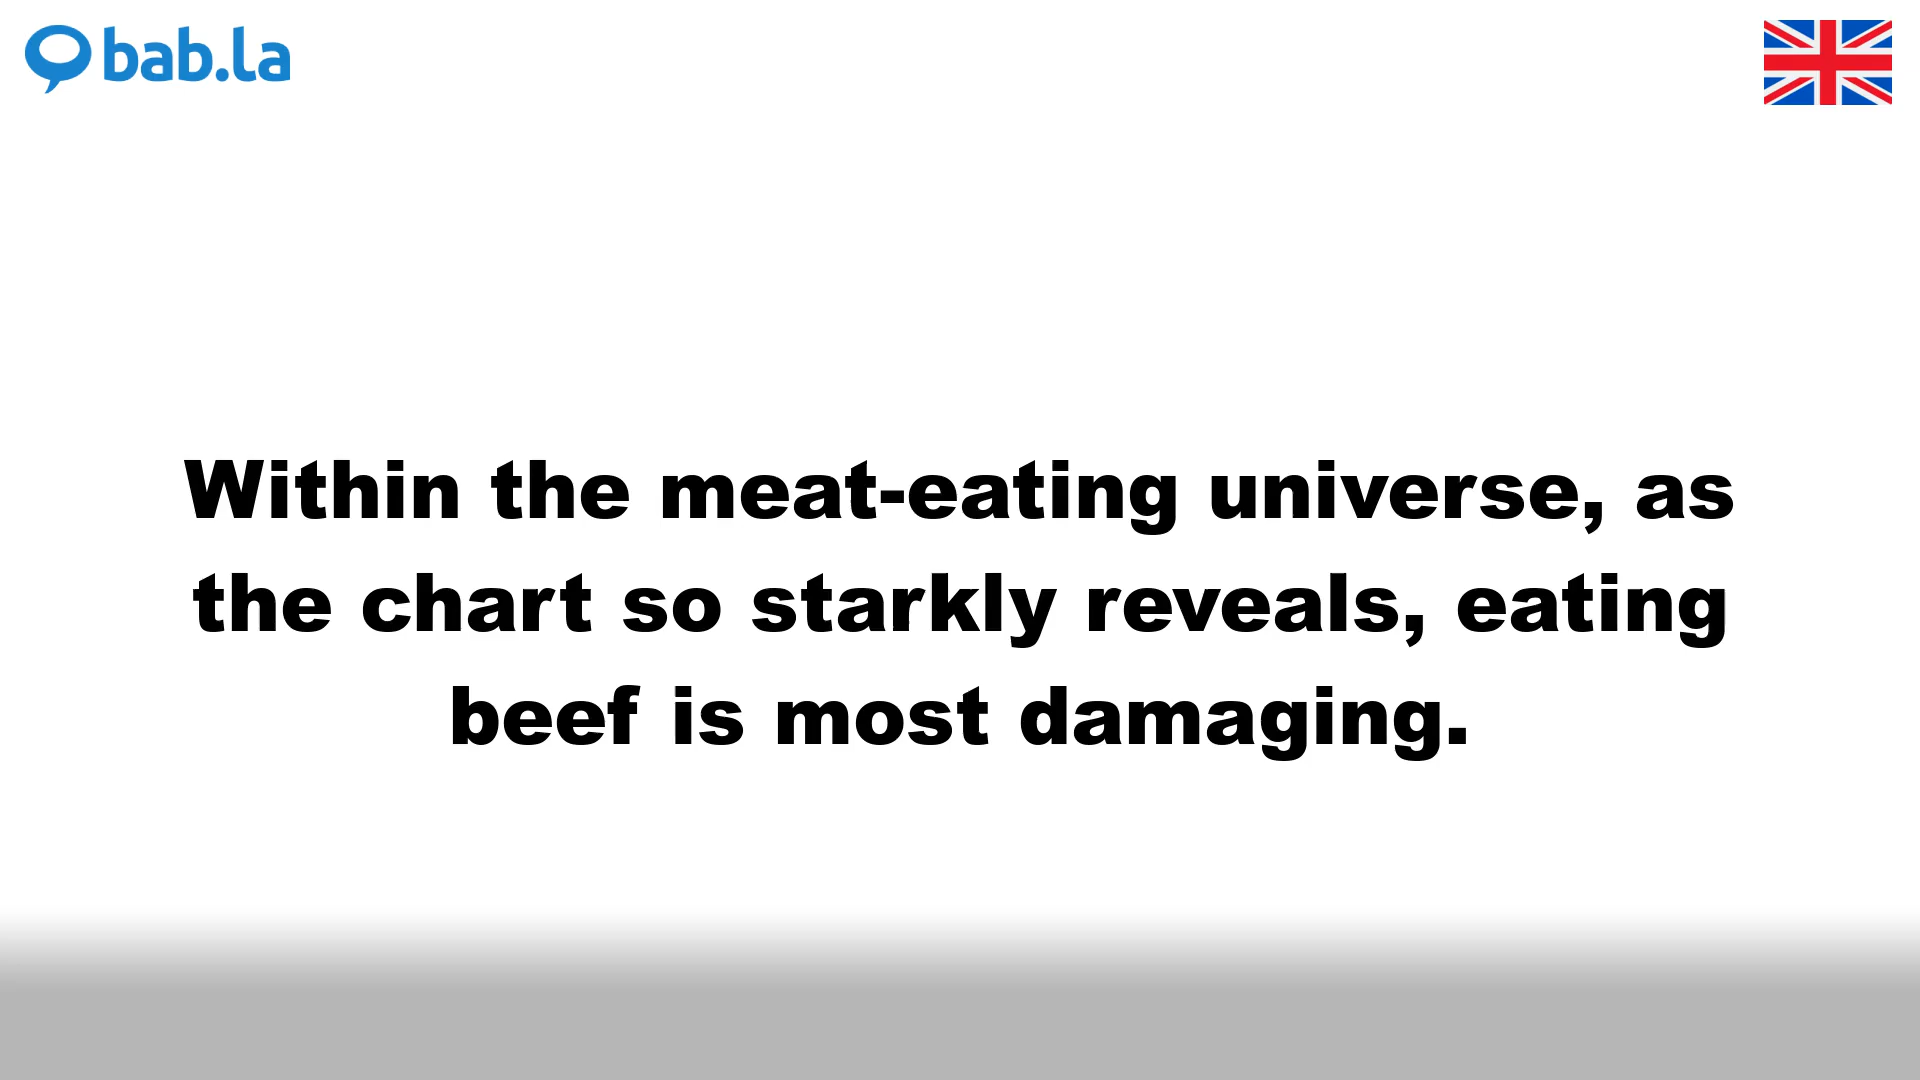 bab.la
Within the meat-eating universe, as
the chart so starkly reveals, eating
beef is most damaging.